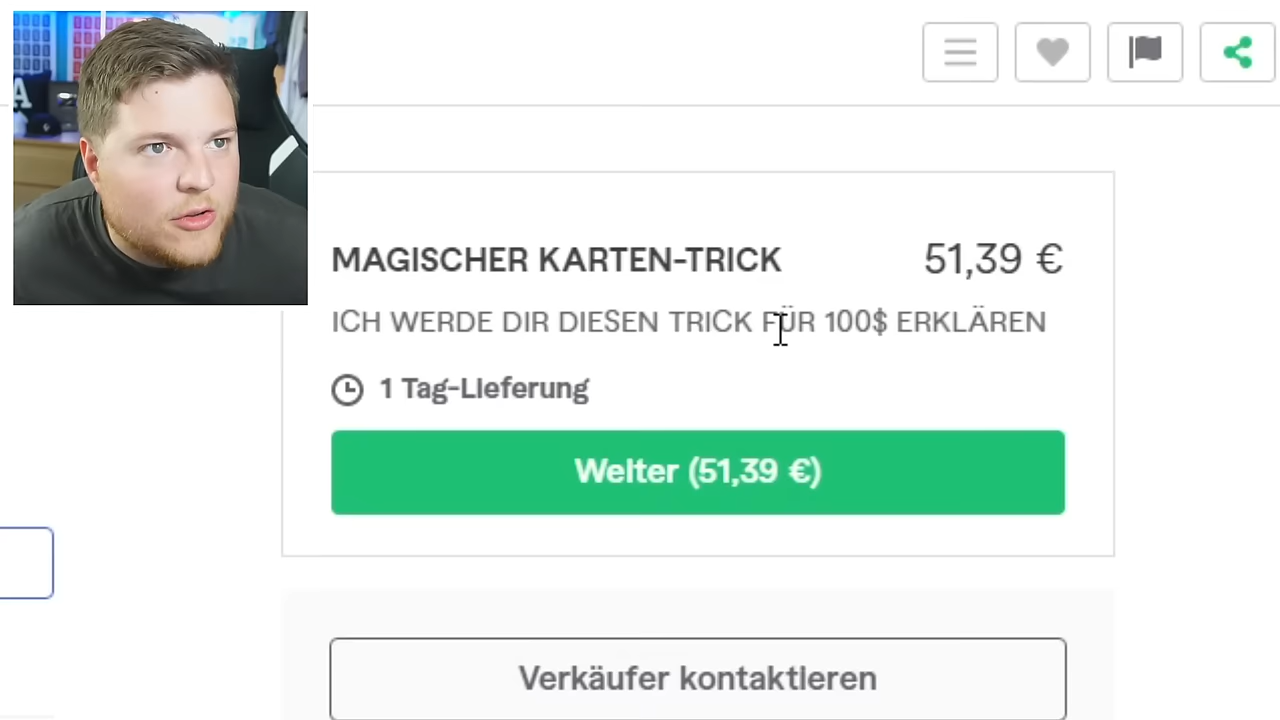 MAGISCHER KARTEN-TRICK 51,39 €
ICH WERDE DIR DIESEN TRICK FÜR 100$ ERKLÄREN
1 Tag-Lieferung
Weiter (51,39 €)
Verkäufer kontaktieren